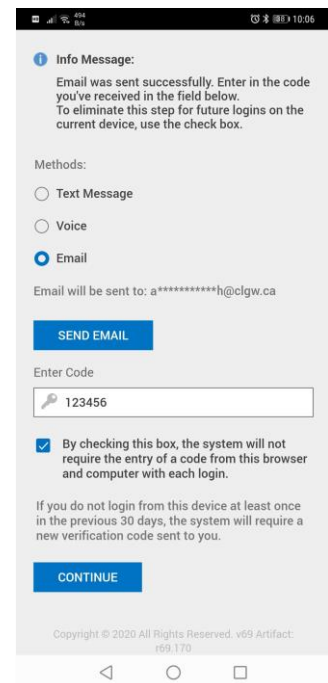 494
B/s
10:06
Info Message:
Email was sent successfully. Enter in the code
you've received in the field below.
To eliminate this step for future logins on the
current device, use the check box.
Methods:
Text Message
Voice
Email
Email will be sent to: a***********h@clgw.ca
SEND EMAIL
Enter Code
123456
By checking this box, the system will not
require the entry of a code from this browser
and computer with each login.
If you do not login from this device at least once
in the previous 30 days, the system will require a
new verification code sent to you.
CONTINUE
Copyright © 2020 All Rights Reserved. v69 Artifact:
r69.170